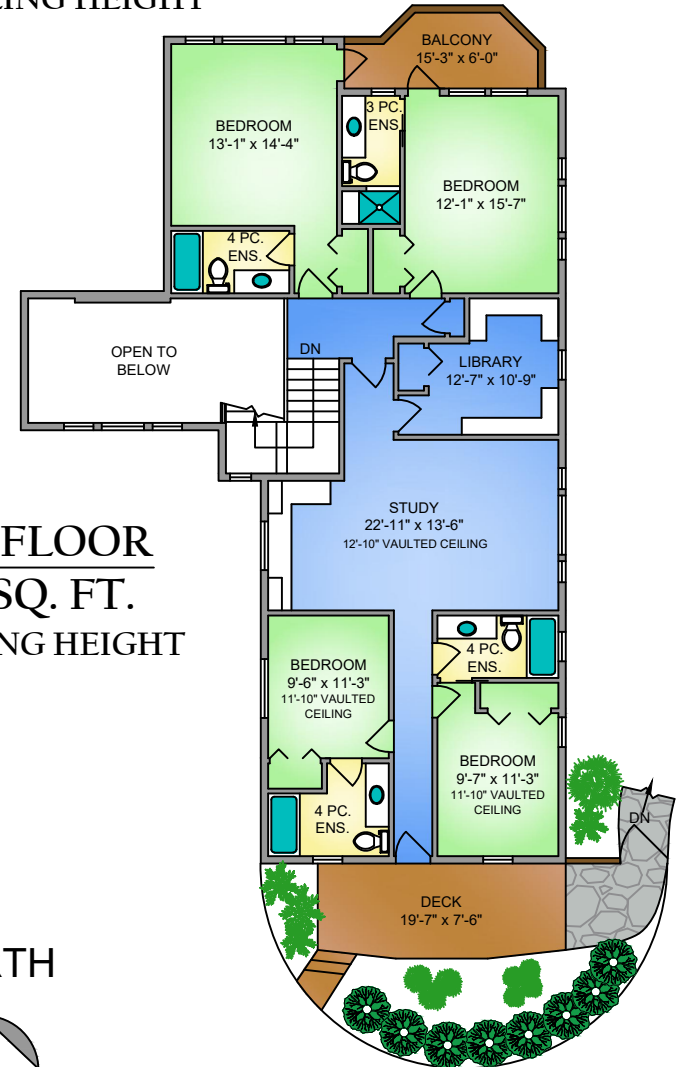 BALCONY
15'-3" x 6'-0"
BEDROOM
13'-1" x 14'-4"
3 PC.
ENS.
BEDROOM
12'-1" x 15'-7"
4 PC.
ENS.
OPEN TO
BELOW
DN
LIBRARY
12'-7" x 10'-9"
STUDY
22'-11" x 13'-6"
12'-10" VAULTED CEILING
FLOOR
SQ. FT.
HEIGHT
BEDROOM
9'-6" x 11'-3"
11'-10" VAULTED
CEILING
4 PC.
ENS.
BEDROOM
9'-7" x 11'-3"
11'-10" VAULTED
CEILING
4 PC.
ENS.
DN
DECK
19'-7" x 7'-6"